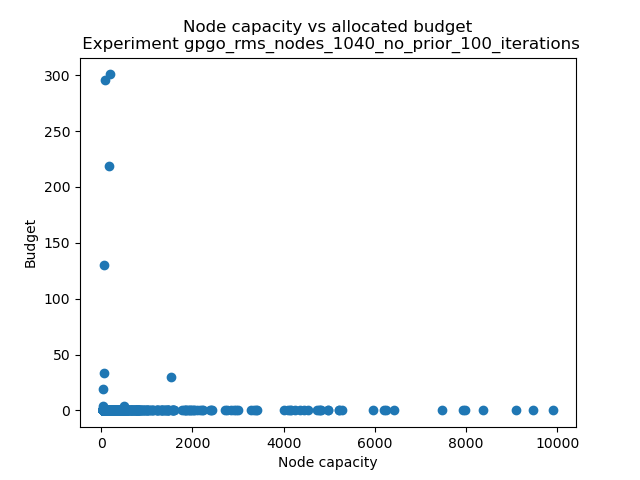 Node capacity vs allocated budget
Experiment gpgo_rms_nodes_1040_no_prior_100_iterations
300
250
200
150
100
50
0
Budget
0 2000 4000 6000 8000 10000
Node capacity